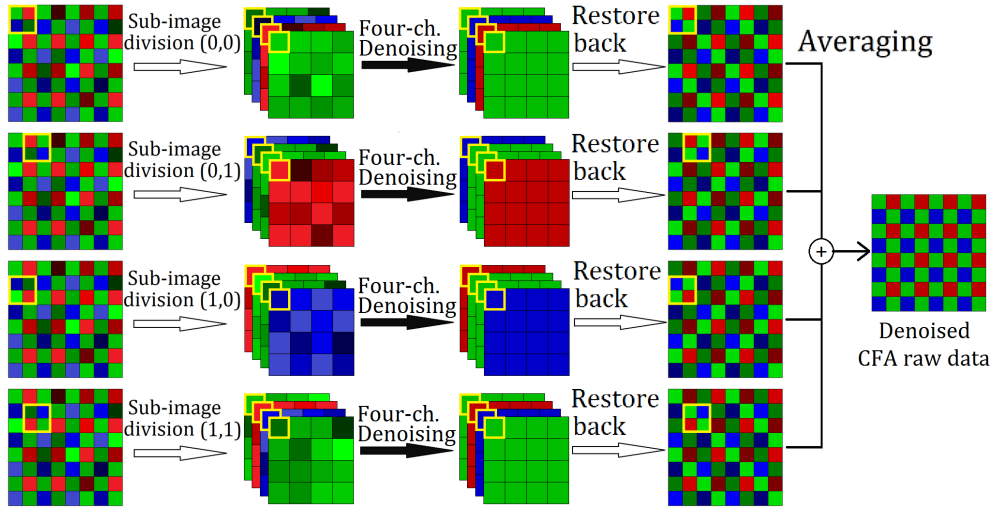 Sub-image
division (0,0)
Four-ch.
Denoising
Restore
back
Averaging
Sub-image
division (0,1)
Four-ch.
Denoising
Restore
back
Sub-image
division (1,0)
Four-ch.
Denoising
Restore
back
+
Denoised
CFA raw data
Sub-image
division (1,1)
Four-ch.
Denoising
Restore
back